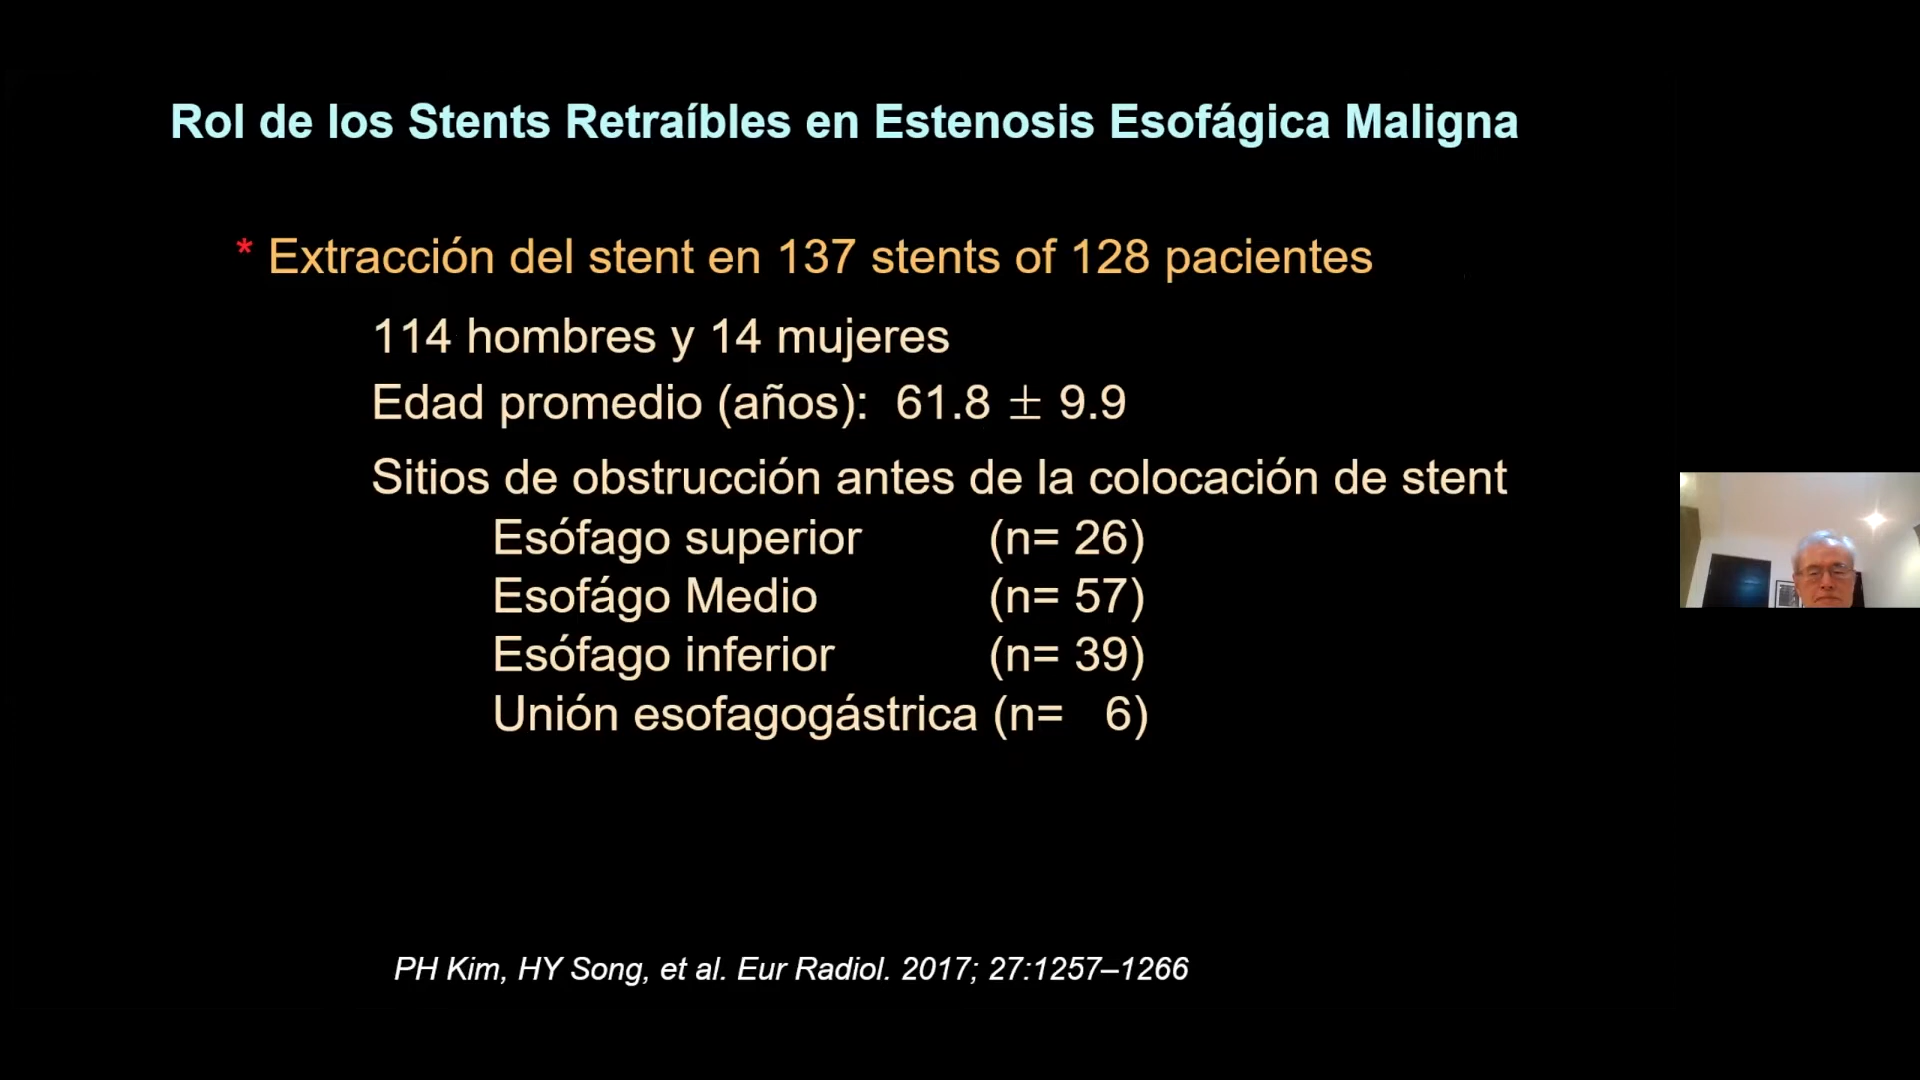 Rol de los Stents Retraíbles en Estenosis Esofágica Maligna
* Extracción del stent en 137 stents of 128 pacientes
114 hombres y 14 mujeres
Edad promedio (años): 61.8 ± 9.9
Sitios de obstrucción antes de la colocación de stent
Esófago superior (n= 26)
Esofágo Medio (n= 57)
Esófago inferior (n= 39)
Unión esofagogástrica (n= 6)
PH Kim, HY Song, et al. Eur Radiol. 2017; 27:1257–1266